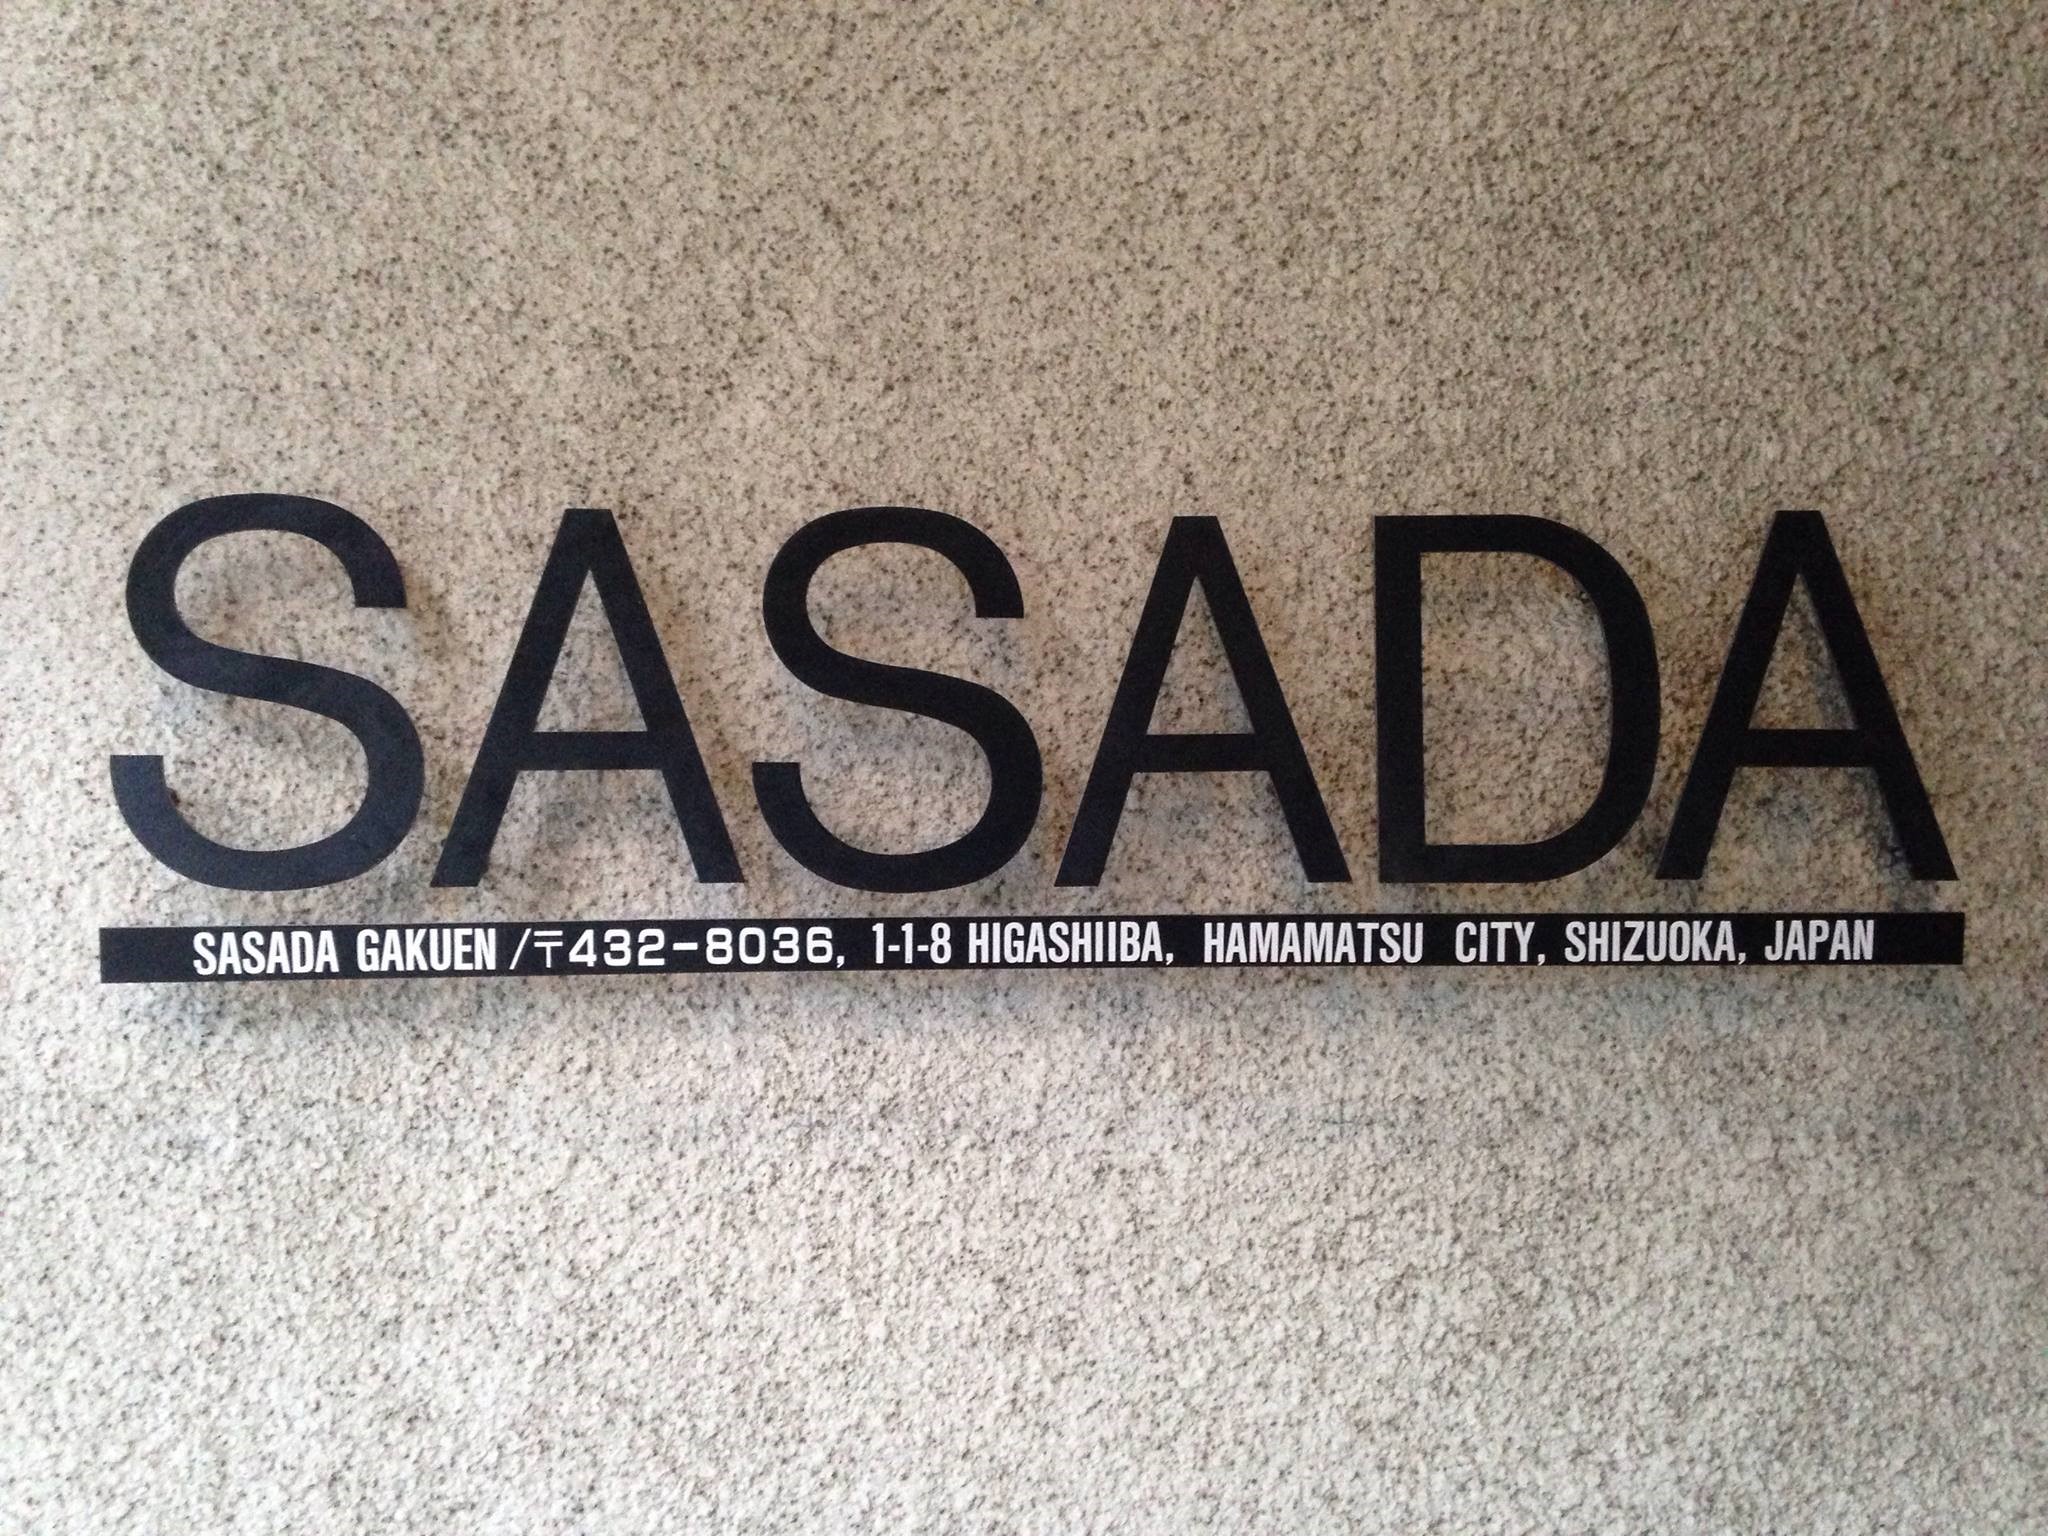 SASADA
SASADA GAKUEN /〒432-8036, 1-1-8 HIGASHIIBA, HAMAMATSU CITY, SHIZUOKA, JAPAN